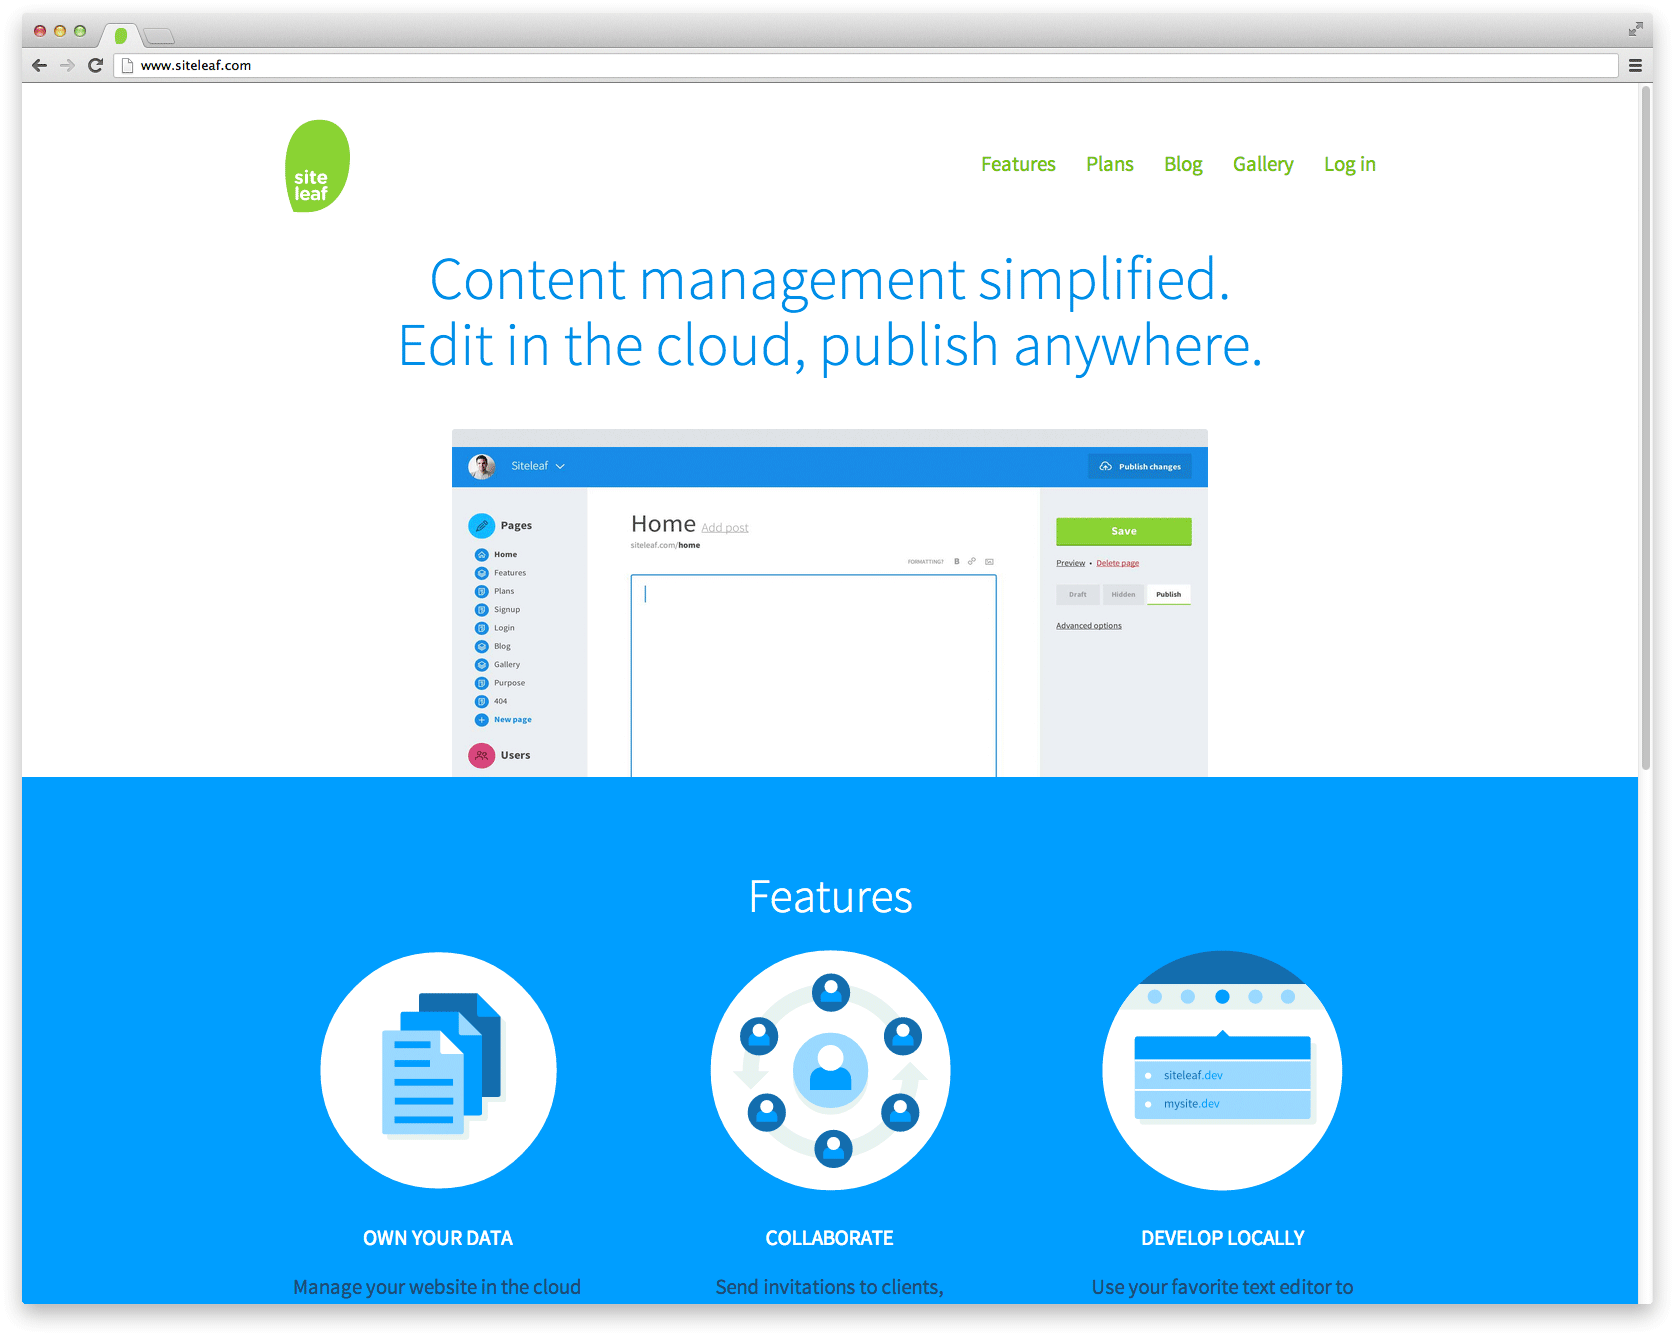 www.siteleaf.com
site
leaf
Features Plans Blog Gallery Log in
Content management simplified.
Edit in the cloud, publish anywhere.
Siteleaf
Publish changes
Pages
Home
Features
Plans
Signup
Login
Blog
Gallery
Purpose
404
New page
Users
Home Add post
siteleaf.com/home
FORMATTING? B
Save
Preview • Delete page
Draft Hidden Publish
Advanced options
Features
siteleaf.dev
mysite.dev
OWN YOUR DATA
Manage your website in the cloud
COLLABORATE
Send invitations to clients,
DEVELOP LOCALLY
Use your favorite text editor to